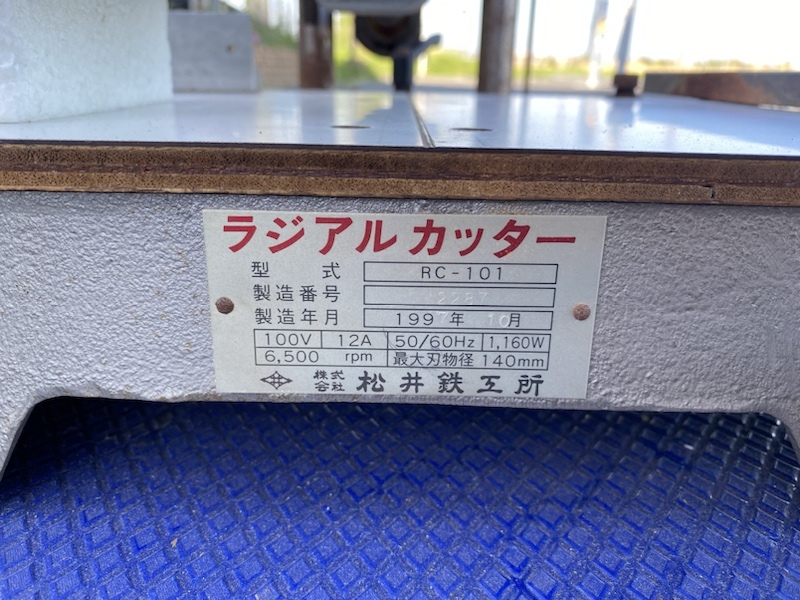 ラジアルカッター
型 式 RC-101
製造番号 2287
製造年月 1997年 10月
100V 12A 50/60Hz 1,160W
6,500 rpm 最大刃物径 140mm
株式会社 松井鉄工所